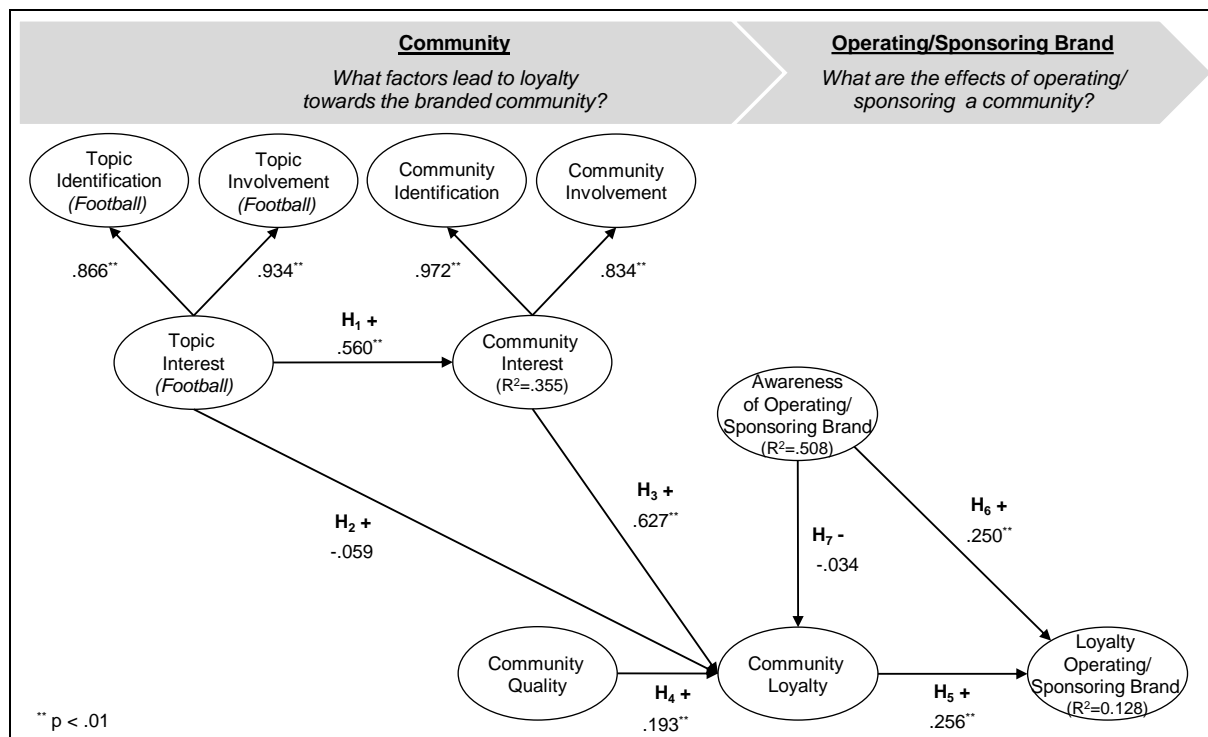 Community
What factors lead to loyalty
towards the branded community?
Operating/Sponsoring Brand
What are the effects of operating/
sponsoring a community?
Topic
Identification
(Football)
Topic
Involvement
(Football)
Community
Identification
Community
Involvement
.866**
.934**
.972**
.834**
Topic
Interest
(Football)
H1 +
.560**
Community
Interest
(R²=.355)
Awareness
of Operating/
Sponsoring Brand
(R²=.508)
H2 +
-.059
H3 +
.627**
H7 -
-.034
H6 +
.250**
Community
Quality
H4 +
.193**
Community
Loyalty
H5 +
.256**
Loyalty
Operating/
Sponsoring Brand
(R²=0.128)
** p < .01